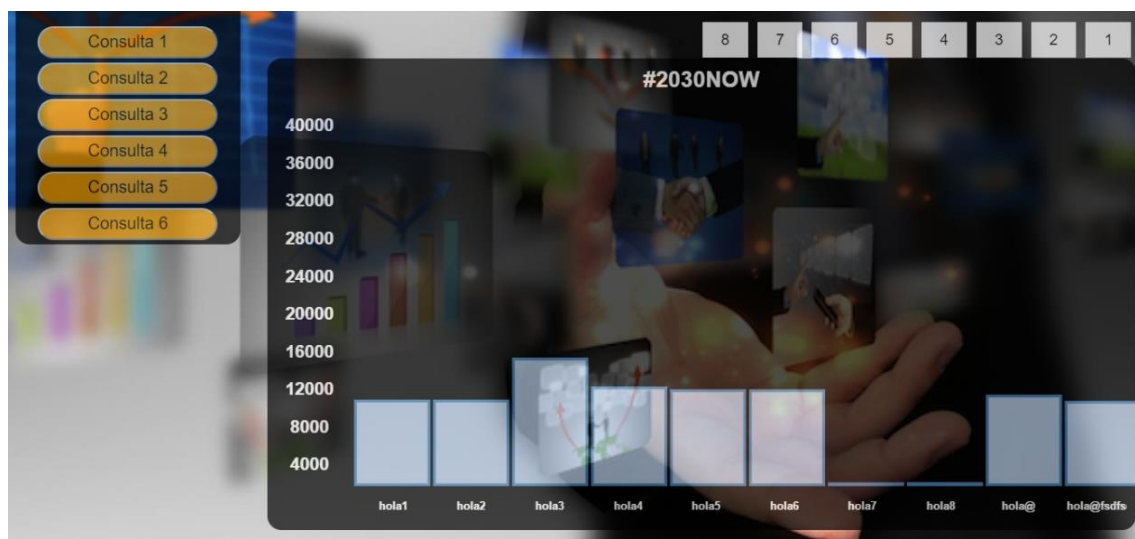 Consulta 1
Consulta 2
Consulta 3
Consulta 4
Consulta 5
Consulta 6
8 7 6 5 4 3 2 1
#2030NOW
40000
36000
32000
28000
24000
20000
16000
12000
8000
4000
hola1 hola2 hola3 hola4 hola5 hola6 hola7 hola8 hola@ hola@fsdfs